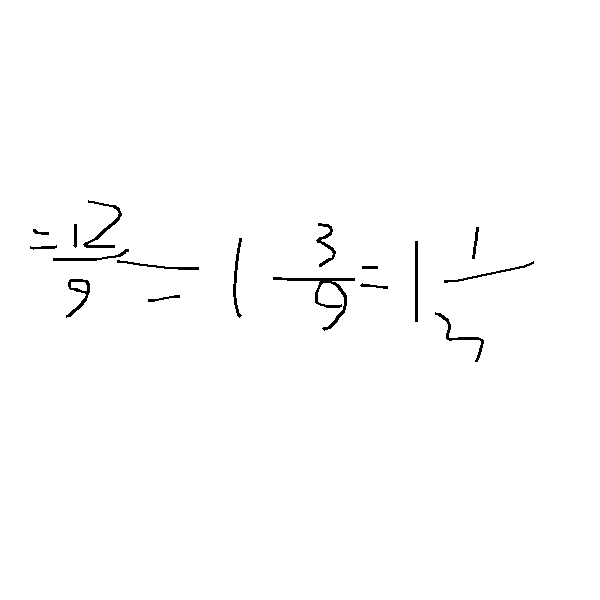 = 12/9 = 1 3/9 = 1 1/3